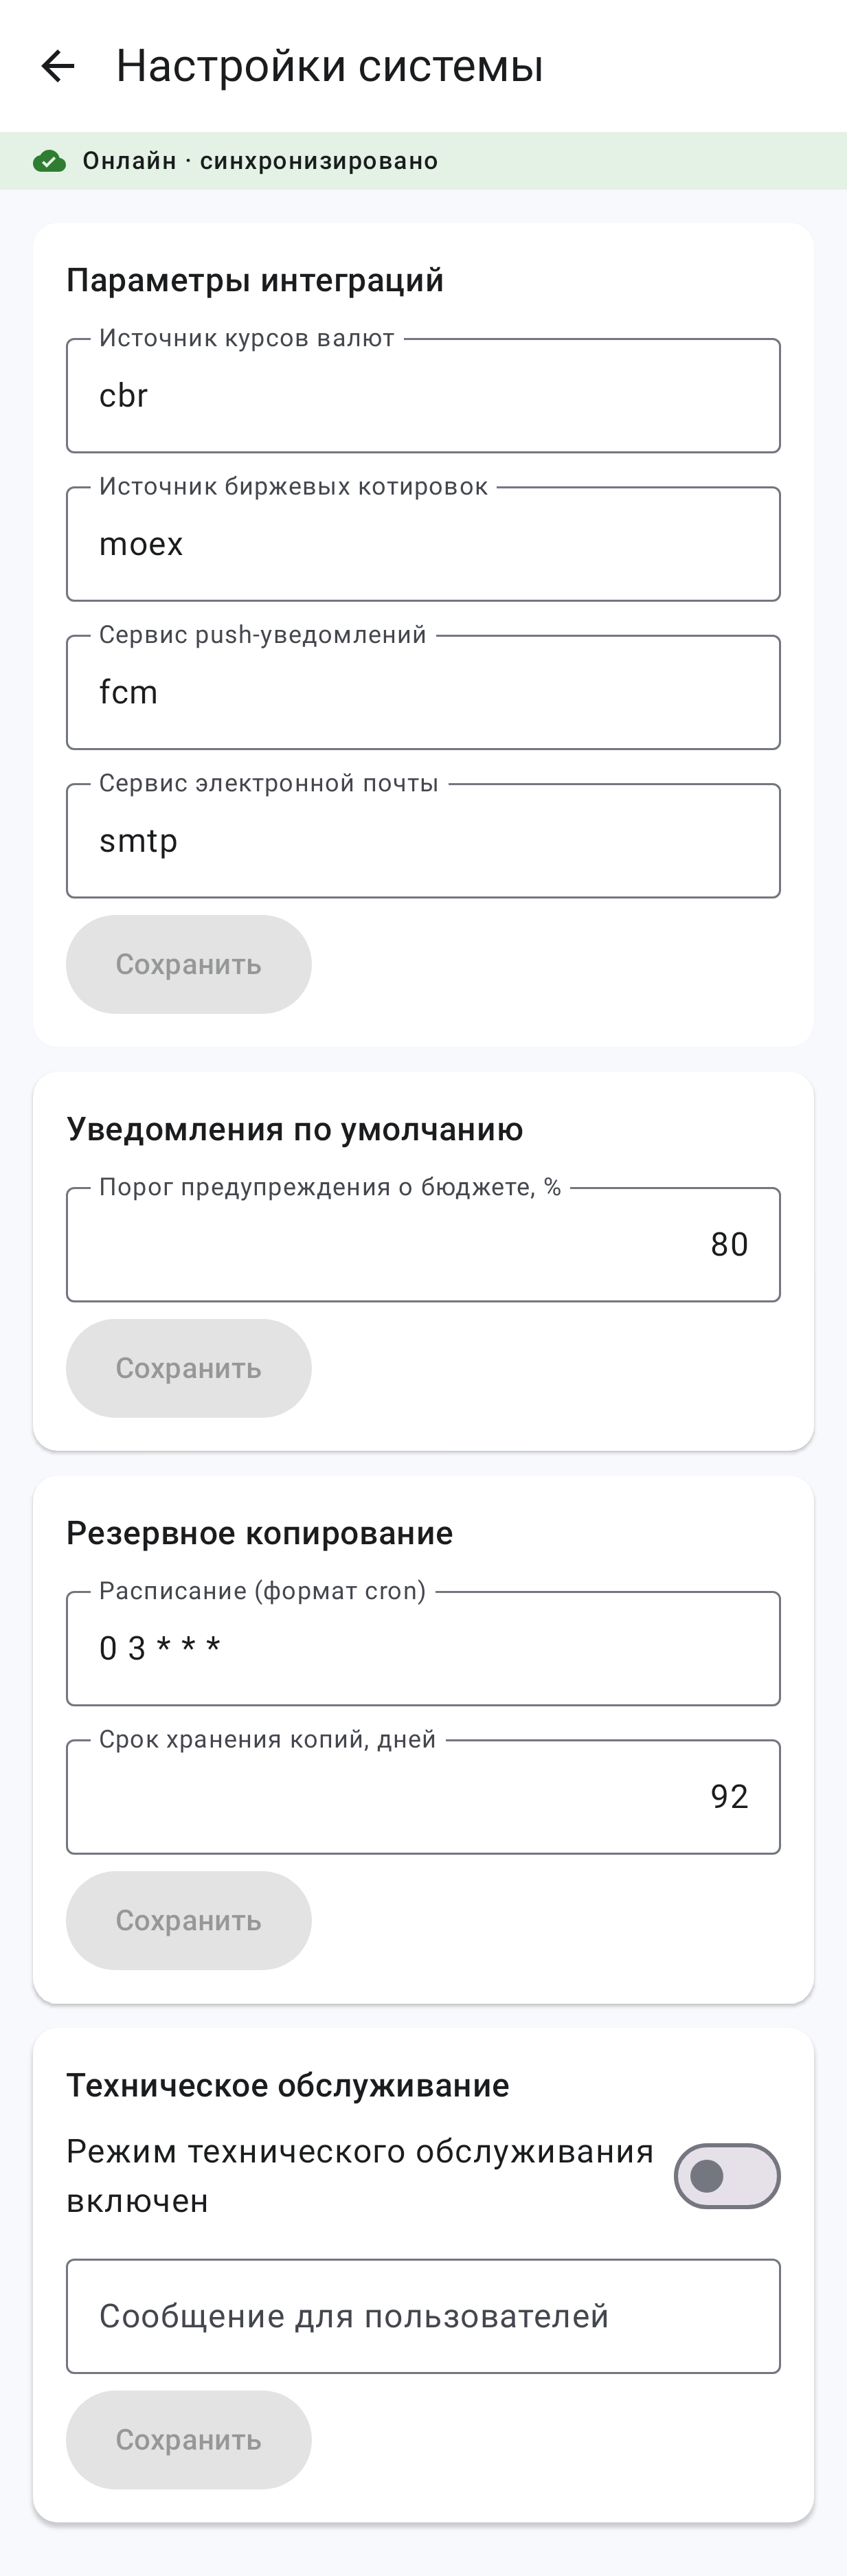 Настройки системы
Онлайн · синхронизировано
Параметры интеграций
Источник курсов валют
cbr
Источник биржевых котировок
moex
Сервис push-уведомлений
fcm
Сервис электронной почты
smtp
Сохранить
Уведомления по умолчанию
Порог предупреждения о бюджете, %
80
Сохранить
Резервное копирование
Расписание (формат cron)
0 3 * * *
Срок хранения копий, дней
92
Сохранить
Техническое обслуживание
Режим технического обслуживания
включен
Сообщение для пользователей
Сохранить